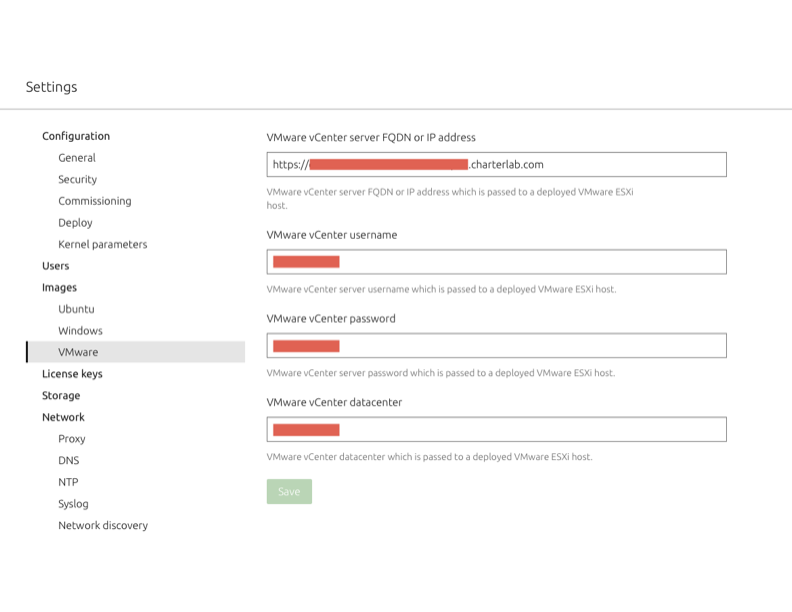 Settings
Configuration
General
Security
Commissioning
Deploy
Kernel parameters
Users
Images
Ubuntu
Windows
VMware
License keys
Storage
Network
Proxy
DNS
NTP
Syslog
Network discovery
VMware vCenter server FQDN or IP address
https:// .charterlab.com
VMware vCenter server FQDN or IP address which is passed to a deployed VMware ESXi
host.
VMware vCenter username
VMware vCenter server username which is passed to a deployed VMware ESXi host.
VMware vCenter password
VMware vCenter server password which is passed to a deployed VMware ESXi host.
VMware vCenter datacenter
VMware vCenter datacenter which is passed to a deployed VMware ESXi host.
Save